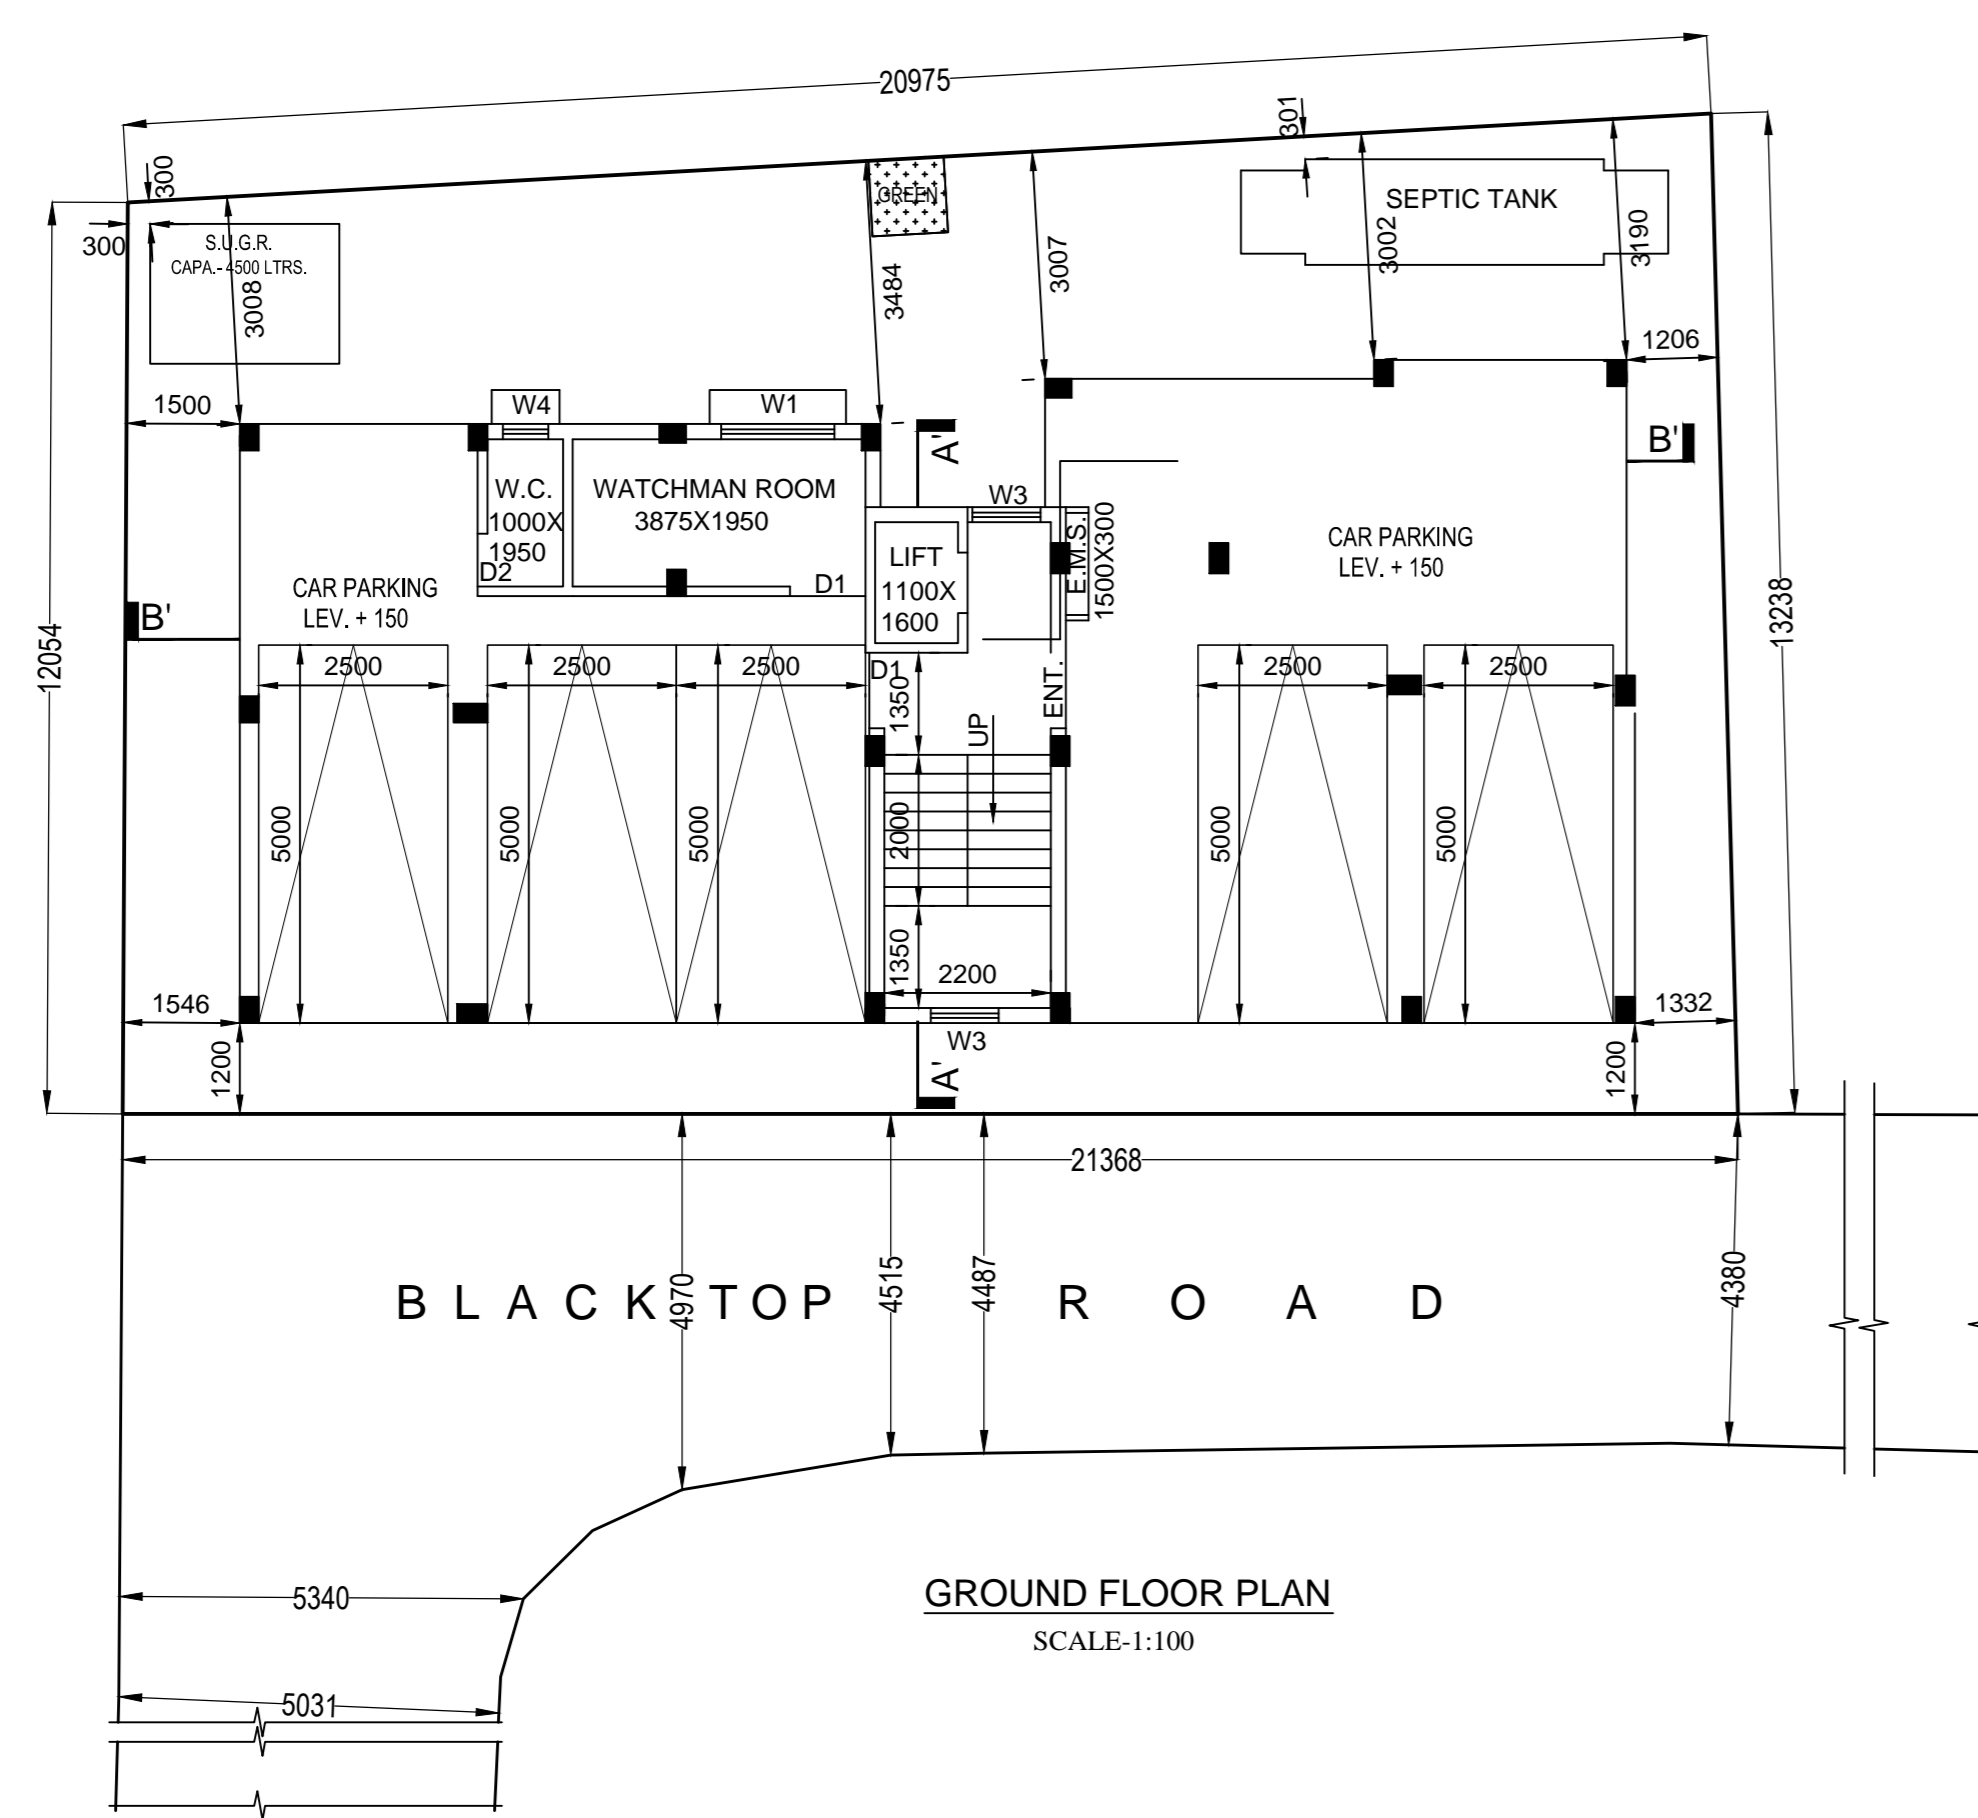 20975
301
300
GREEN
SEPTIC TANK
300
S.U.G.R.
CAPA.- 4500 LTRS.
3008
3484
3007
3002
3190
1206
1500
W4
W1
A'
B'
W.C.
1000X
1950
D2
WATCHMAN ROOM
3875X1950
D1
W3
LIFT
1100X
1600
E.M.S.
1500X300
CAR PARKING
LEV. + 150
CAR PARKING
LEV. + 150
B'
12054
13238
2500
2500
2500
D1
1350
ENT.
UP
2500
2500
5000
5000
5000
2000
5000
5000
1350
2200
1546
1332
1200
W3
A'
1200
21368
4970
4515
4487
4380
BLACK TOP ROAD
5340
GROUND FLOOR PLAN
SCALE-1:100
5031